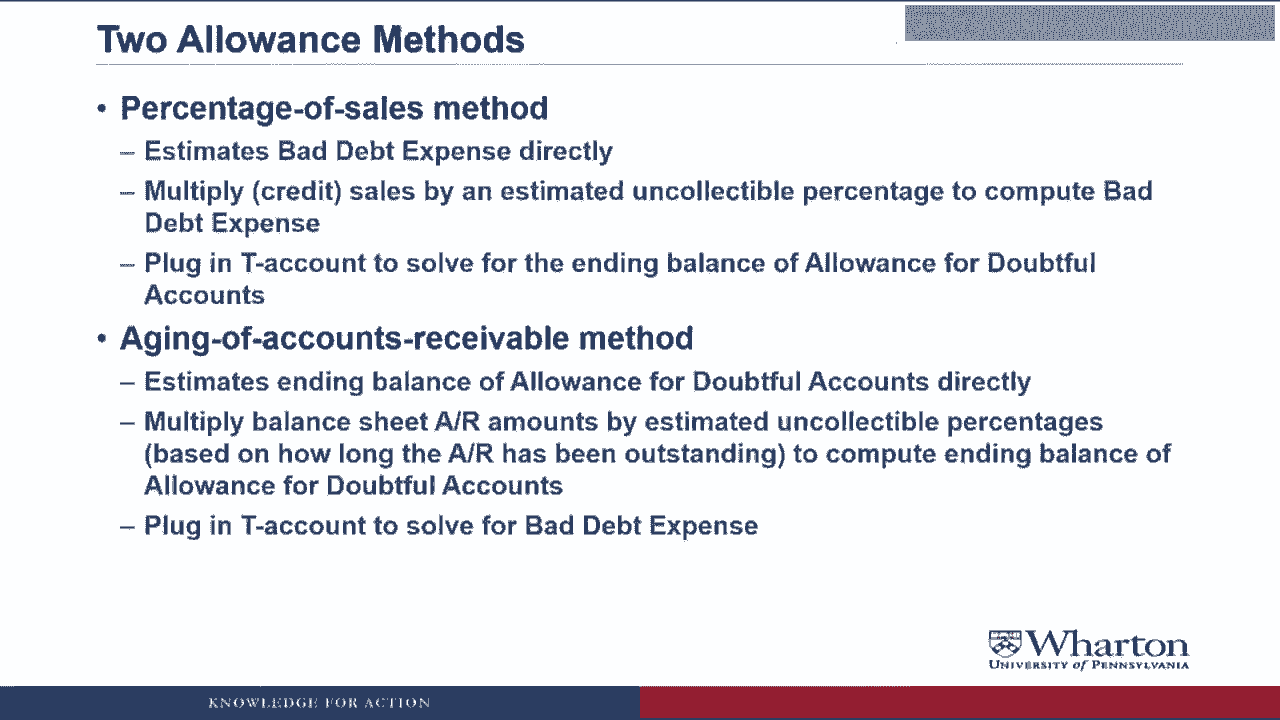 Two Allowance Methods
• Percentage-of-sales method
– Estimates Bad Debt Expense directly
– Multiply (credit) sales by an estimated uncollectible percentage to compute Bad
Debt Expense
– Plug in T-account to solve for the ending balance of Allowance for Doubtful
Accounts
• Aging-of-accounts-receivable method
– Estimates ending balance of Allowance for Doubtful Accounts directly
– Multiply balance sheet A/R amounts by estimated uncollectible percentages
(based on how long the A/R has been outstanding) to compute ending balance of
Allowance for Doubtful Accounts
– Plug in T-account to solve for Bad Debt Expense
Wharton
UNIVERSITY of PENNSYLVANIA
KNOWLEDGE FOR ACTION